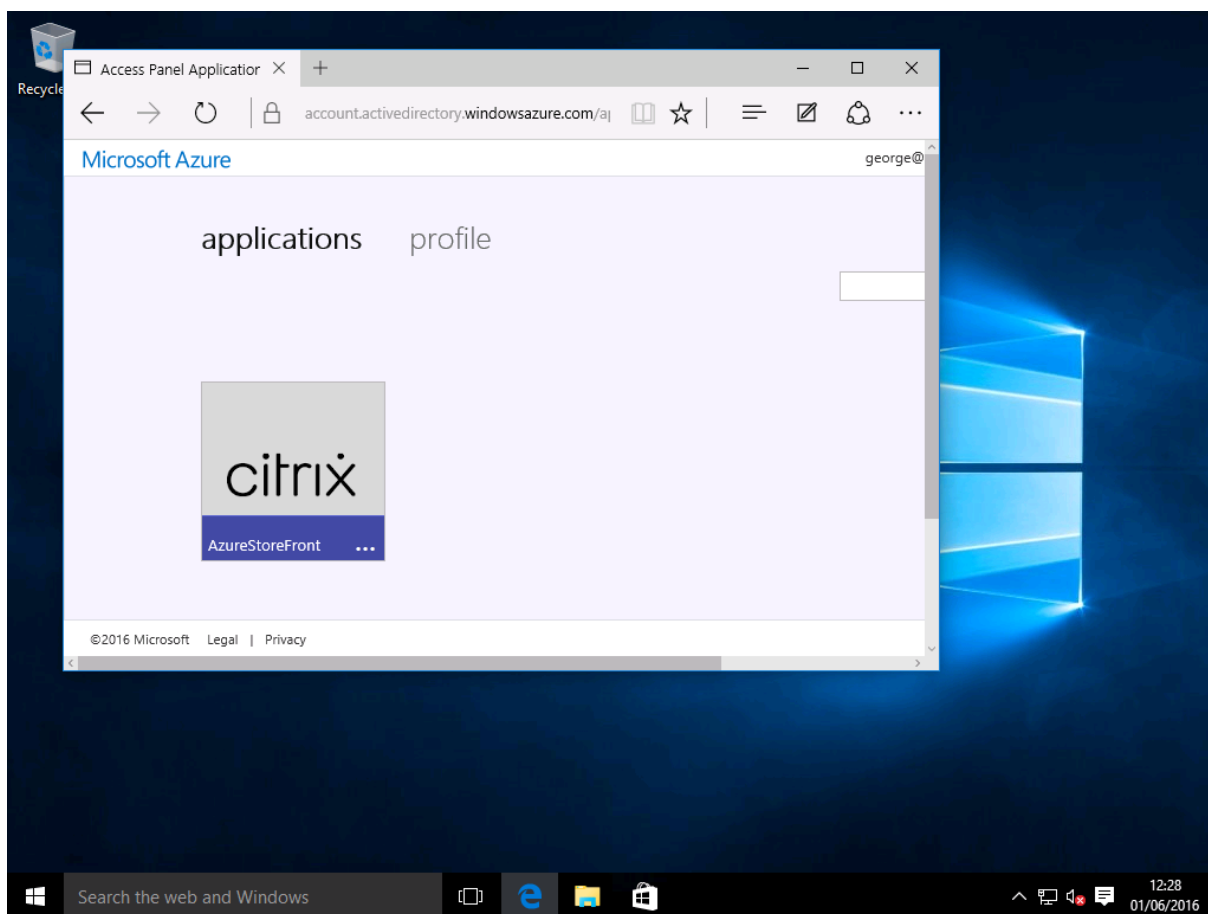 Recycle
Access Panel Application
account.activedirectory.windowsazure.com/a
Microsoft Azure
george@
applications profile
citrix
AzureStoreFront ...
©2016 Microsoft Legal | Privacy
Search the web and Windows
12:28
01/06/2016